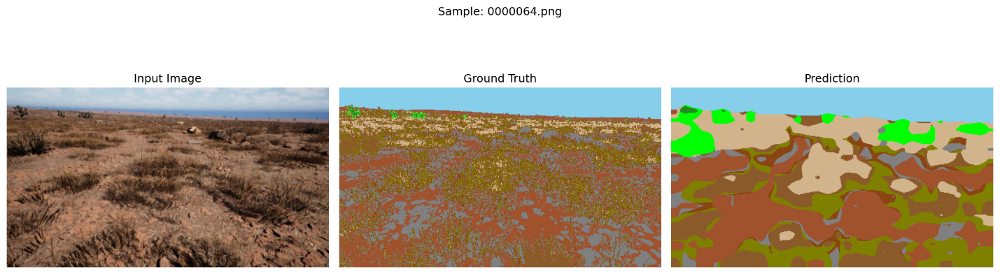 Sample: 0000064.png
Input Image
Ground Truth
Prediction